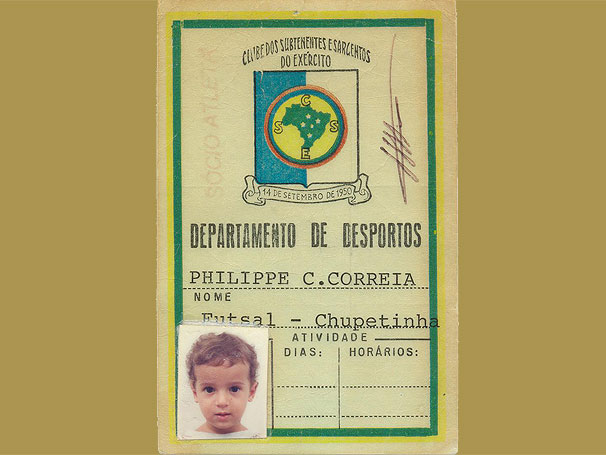 CLUBE DOS SUBTENENTES E SARGENTOS
DO EXÉRCITO
SOCIO ATLETA
C
S S
E
14 DE SETEMBRO DE 1950
DEPARTAMENTO DE DESPORTOS
PHILIPPE C.CORREIA
NOME
Futsal - Chupetinha
ATIVIDADE
DIAS: HORÁRIOS: